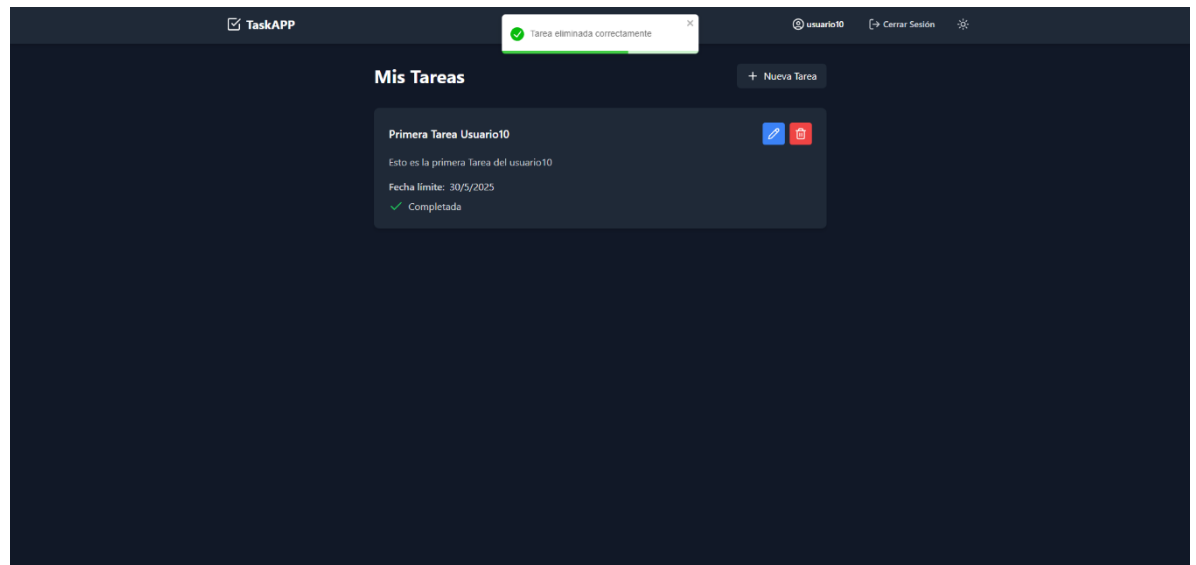 TaskAPP
Tarea eliminada correctamente
usuario10
Cerrar Sesión
Mis Tareas
+ Nueva Tarea
Primera Tarea Usuario10
Esto es la primera Tarea del usuario10
Fecha límite: 30/5/2025
Completada